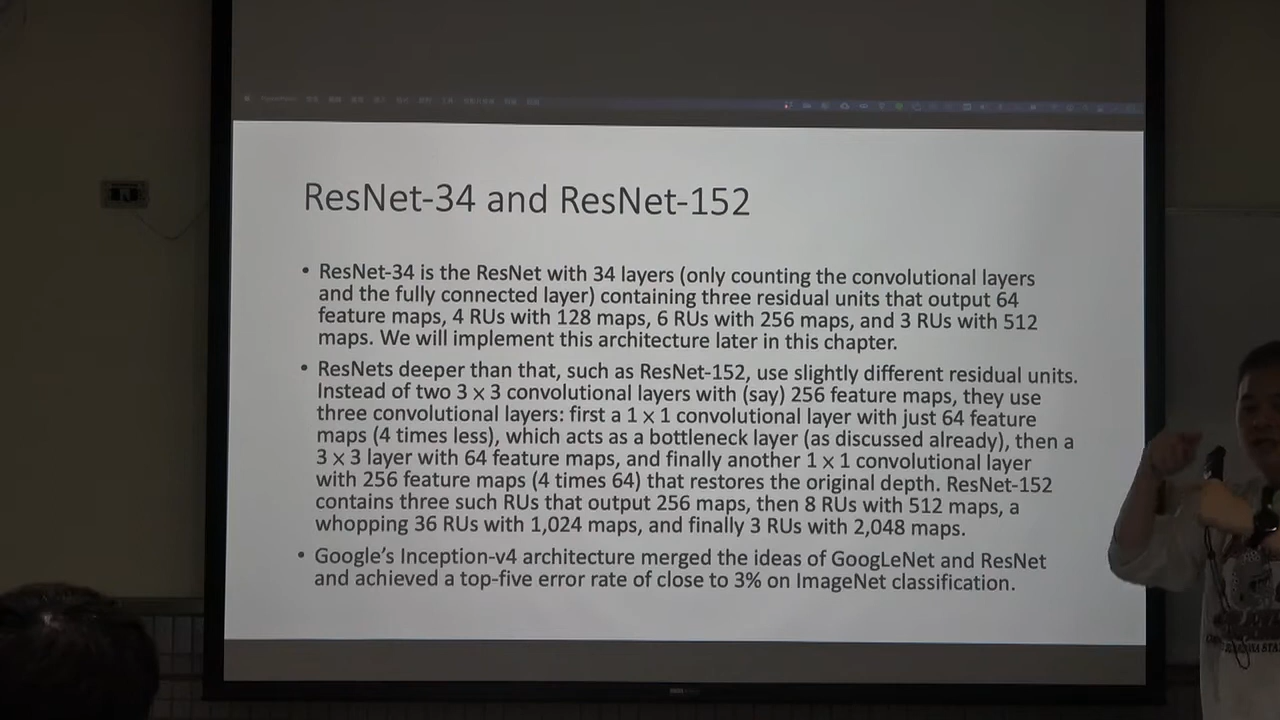 ResNet-34 and ResNet-152
• ResNet-34 is the ResNet with 34 layers (only counting the convolutional layers
and the fully connected layer) containing three residual units that output 64
feature maps, 4 RUs with 128 maps, 6 RUs with 256 maps, and 3 RUs with 512
maps. We will implement this architecture later in this chapter.
• ResNets deeper than that, such as ResNet-152, use slightly different residual units.
Instead of two 3 x 3 convolutional layers with (say) 256 feature maps, they use
three convolutional layers: first a 1 x 1 convolutional layer with just 64 feature
maps (4 times less), which acts as a bottleneck layer (as discussed already), then a
3 x 3 layer with 64 feature maps, and finally another 1 x 1 convolutional layer
with 256 feature maps (4 times 64) that restores the original depth. ResNet-152
contains three such RUs that output 256 maps, then 8 RUs with 512 maps, a
whopping 36 RUs with 1,024 maps, and finally 3 RUs with 2,048 maps.
• Google's Inception-v4 architecture merged the ideas of GoogLeNet and ResNet
and achieved a top-five error rate of close to 3% on ImageNet classification.